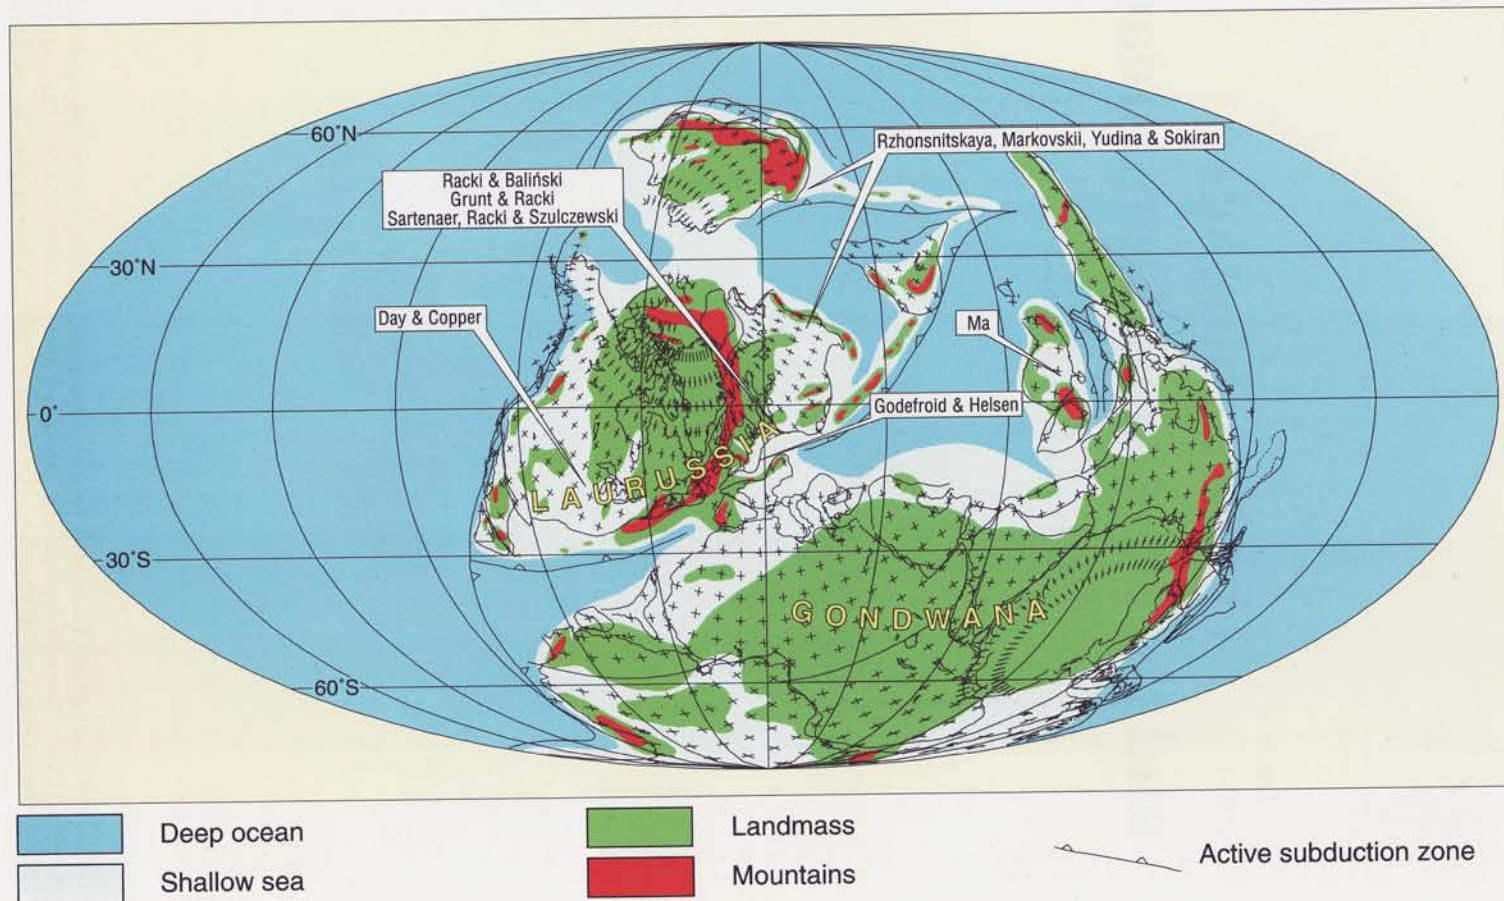 60°N
Rzhonsnitskaya, Markovskii, Yudina & Sokiran
Racki & Baliński
Grunt & Racki
Sartenaer, Racki & Szulczewski
30°N
Day & Copper
Ma
0°
Godefroid & Helsen
LAURUSSIA
30°S
GONDWANA
60°S
Deep ocean
Landmass
Active subduction zone
Shallow sea
Mountains